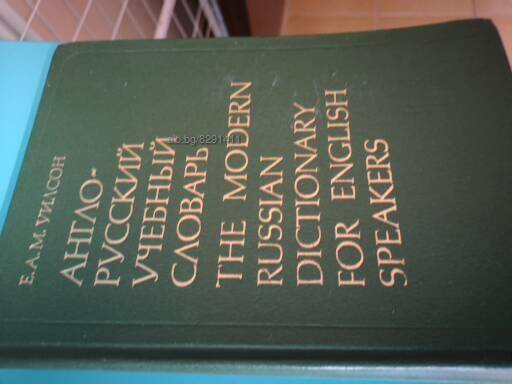 Е.А.М. УИЛСОН
АНГЛО-
РУССКИЙ
УЧЕБНЫЙ
СЛОВАРЬ
THE MODERN
RUSSIAN
DICTIONARY
FOR ENGLISH
SPEAKERS